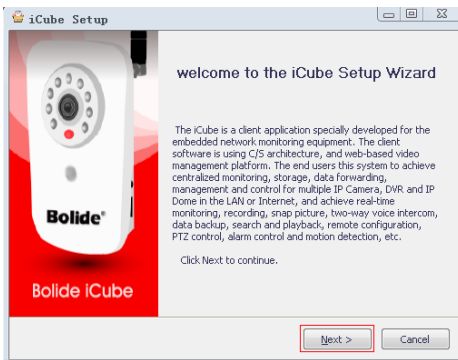 iCube Setup
welcome to the iCube Setup Wizard
The iCube is a client application specially developed for the
embedded network monitoring equipment. The client
software is using C/S architecture, and web-based video
management platform. The end users this system to achieve
centralized monitoring, storage, data forwarding,
management and control for multiple IP Camera, DVR and IP
Dome in the LAN or Internet, and achieve real-time
monitoring, recording, snap picture, two-way voice intercom,
data backup, search and playback, remote configuration,
PTZ control, alarm control and motion detection, etc.
Click Next to continue.
Bolide®
Bolide iCube
Next >
Cancel